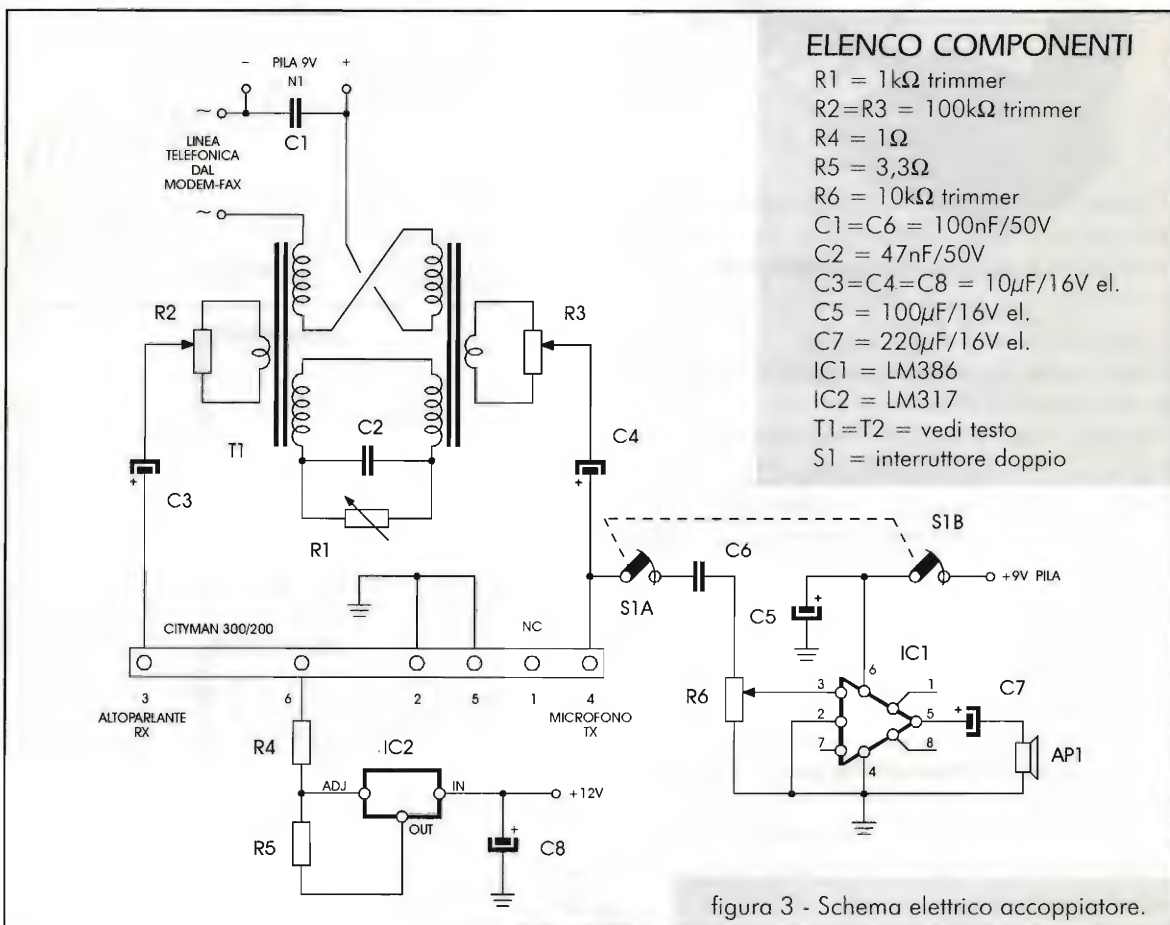 ELENCO COMPONENTI
R1 = 1kΩ trimmer
R2=R3 = 100kΩ trimmer
R4 = 1Ω
R5 = 3,3Ω
R6 = 10kΩ trimmer
C1=C6 = 100nF/50V
C2 = 47nF/50V
C3=C4=C8 = 10µF/16V el.
C5 = 100µF/16V el.
C7 = 220µF/16V el.
IC1 = LM386
IC2 = LM317
T1=T2 = vedi testo
S1 = interruttore doppio
- PILA 9V +
N1
C1
~
LINEA
TELEFONICA
DAL
MODEM-FAX
~
R2
R3
T1
C2
C3
+
C4
+
R1
S1A
C6
S1B
+9V PILA
C5
+
IC1
C7
+
R6
3
2
7
6
1
5
8
4
AP1
CITYMAN 300/200
NC
3
6
2
5
1
4
ALTOPARLANTE
RX
MICROFONO
TX
R4
IC2
ADJ
IN
OUT
+12V
R5
+
C8
figura 3 - Schema elettrico accoppiatore.